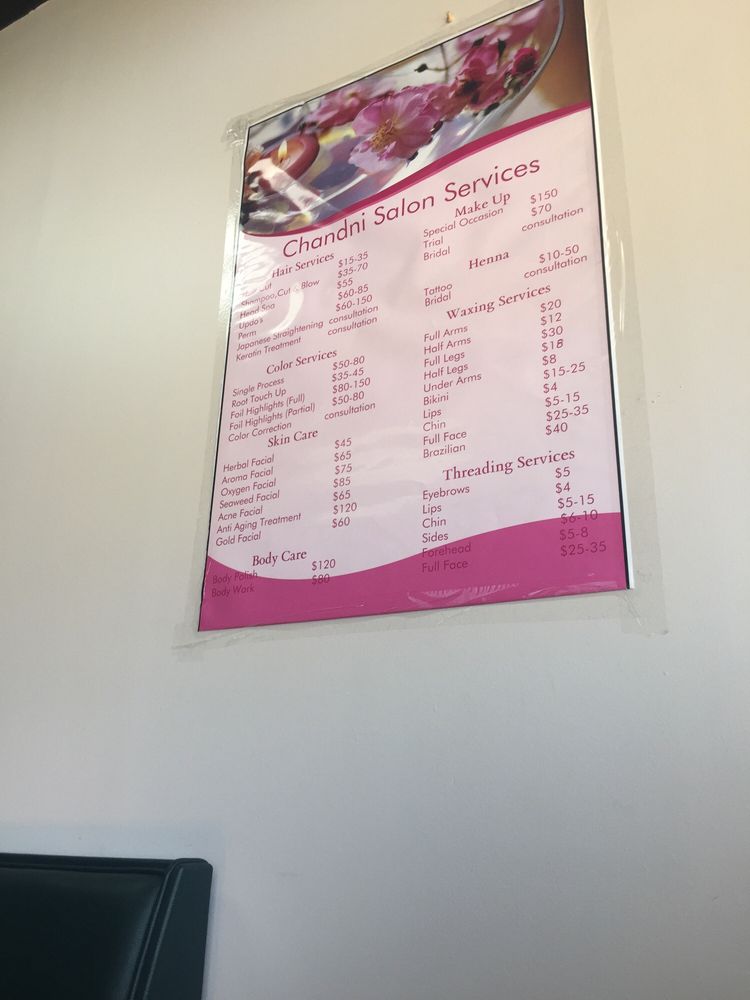 Chandni Salon Services
Hair Services
Hair Cut $15-35
Shampoo,Cut & Blow $35-70
Head Spa $55
Updo's $60-85
Perm $60-150
Japanese Straightening consultation
Keratin Treatment consultation
Color Services
Single Process $50-80
Root Touch Up $35-45
Foil Highlights (Full) $80-150
Foil Highlights (Partial) $50-80
Color Correction consultation
Skin Care
Herbal Facial $45
Aroma Facial $65
Oxygen Facial $75
Seaweed Facial $85
Acne Facial $65
Anti Aging Treatment $120
Gold Facial $60
Body Care
Body Polish $120
Body Wark $80
Make Up
Special Occasion $150
Trial $70
Bridal consultation
Henna
Tattoo $10-50
Bridal consultation
Waxing Services
Full Arms $20
Half Arms $12
Full Legs $30
Half Legs $18
Under Arms $8
Bikini $15-25
Lips $4
Chin $5-15
Full Face $25-35
Brazilian $40
Threading Services
Eyebrows $5
Lips $4
Chin $5-15
Sides $6-10
Forehead $5-8
Full Face $25-35